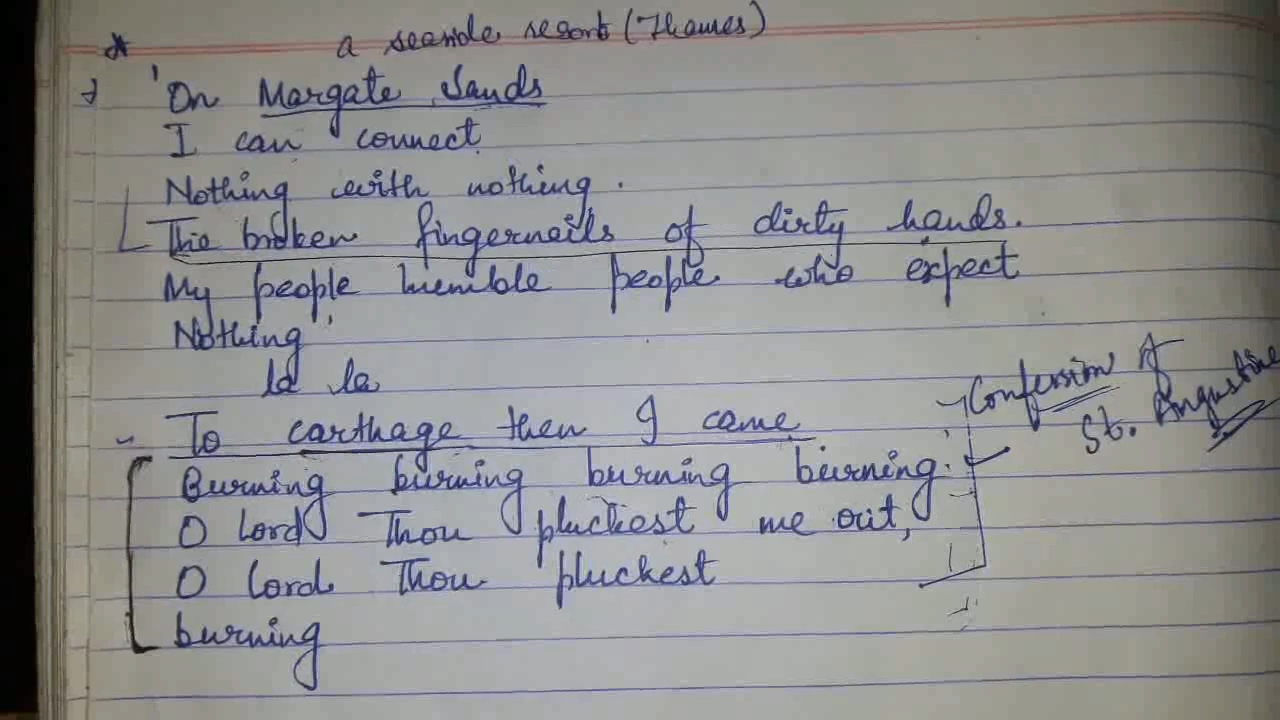 a seaside resort (Thames)
'On Margate Sands
I can connect
Nothing with nothing.
The broken fingernails of dirty hands.
My people humble people who expect
Nothing'
la la
To carthage then I came
Burning burning burning burning.
O Lord Thou pluckest me out,
O Lord Thou pluckest
burning
Confession of
St. Augustine